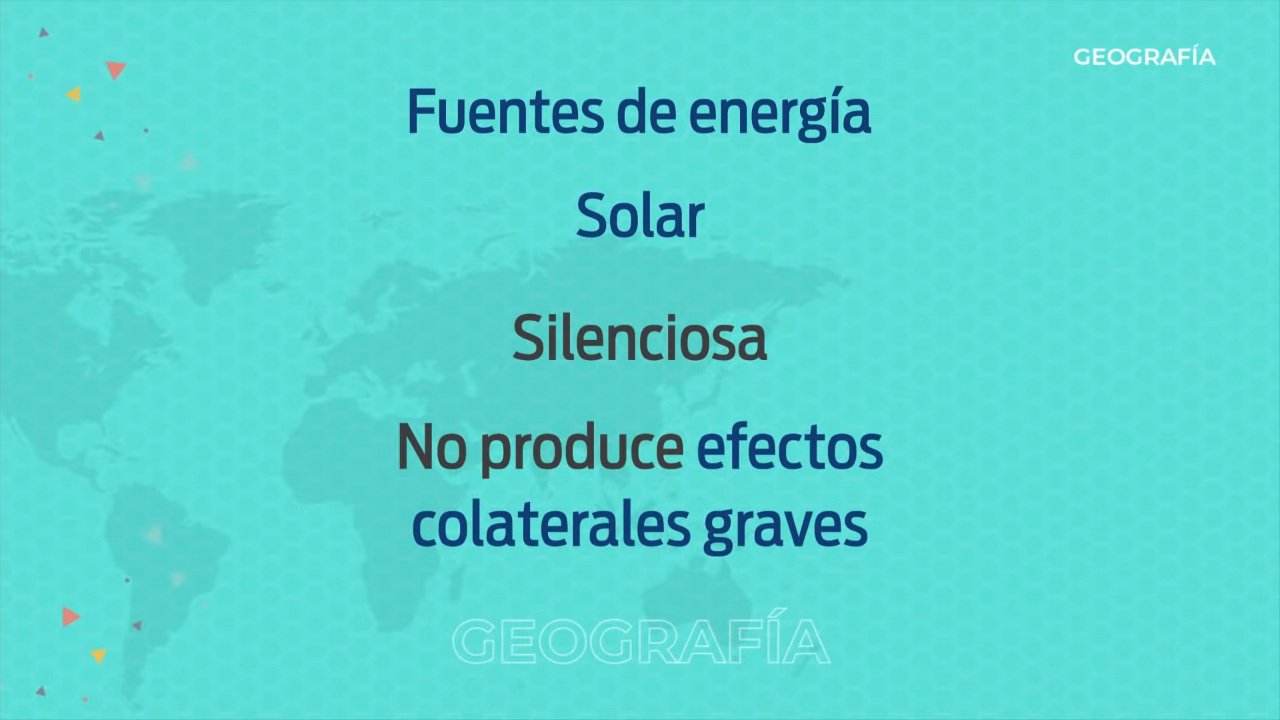 GEOGRAFÍA
Fuentes de energía
Solar
Silenciosa
No produce efectos
colaterales graves
GEOGRAFÍA